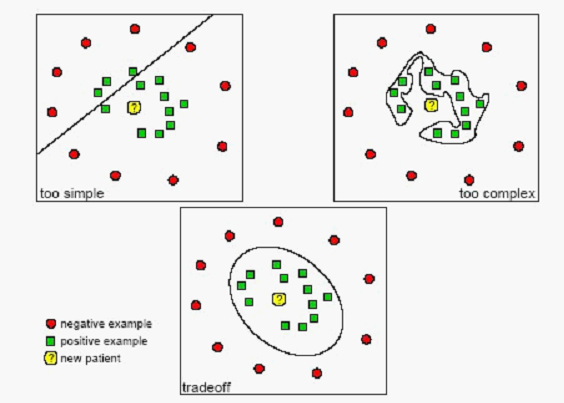 ?
too simple
?
too complex
?
negative example
positive example
? new patient
tradeoff